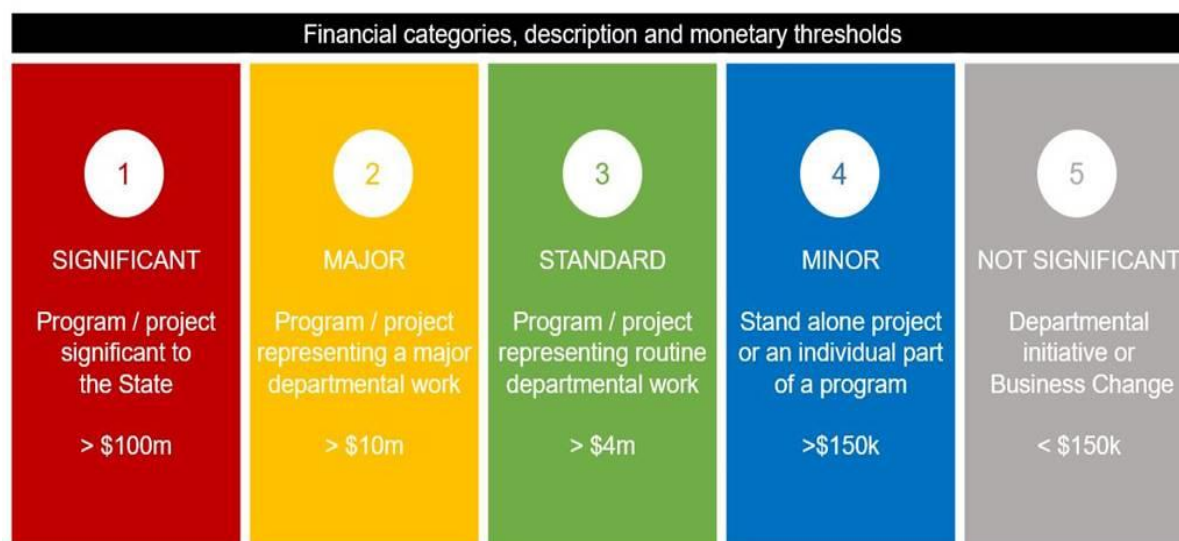 Financial categories, description and monetary thresholds
1
SIGNIFICANT
Program / project
significant to
the State
> $100m
2
MAJOR
Program / project
representing a major
departmental work
> $10m
3
STANDARD
Program / project
representing routine
departmental work
> $4m
4
MINOR
Stand alone project
or an individual part
of a program
>$150k
5
NOT SIGNIFICANT
Departmental
initiative or
Business Change
< $150k